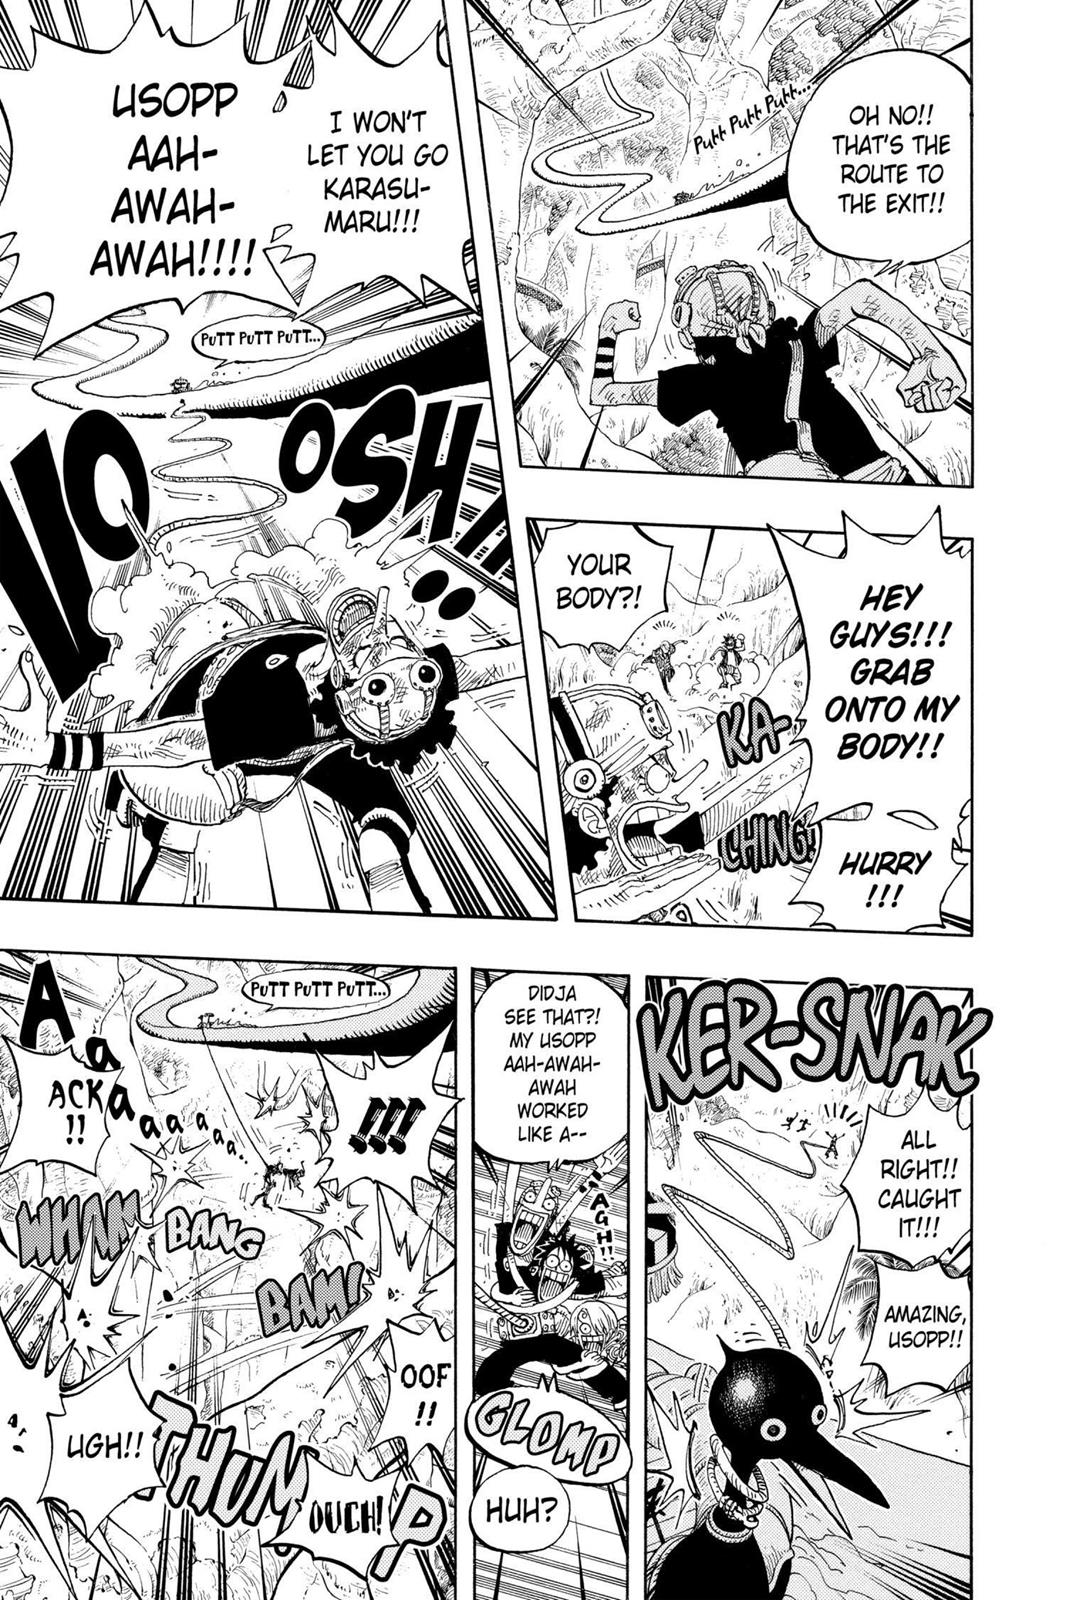 Putt Putt Putt...
OH NO!!
THAT'S THE
ROUTE TO
THE EXIT!!
I WON'T
LET YOU GO
KARASU-
MARU!!!
USOPP
AAH-
AWAH-
AWAH!!!!
PUTT PUTT PUTT...
WOOSH!!!
HEY
GUYS!!!
GRAB
ONTO MY
BODY!!
HURRY
!!!
YOUR
BODY?!
KA-
CHING!
KER-SNAK
ALL
RIGHT!!
CAUGHT
IT!!!
AMAZING,
USOPP!!
DIDJA
SEE THAT?!
MY USOPP
AAH-AWAH-
AWAH
WORKED
LIKE A--
AGH!!
GLOMP
HUH?
PUTT PUTT PUTT...
Aaaaaaaaaa...
!!!
ACK
!!
WHAM
BANG
BAM!
OOF
!!
UGH!!
THUMP
OUCH!